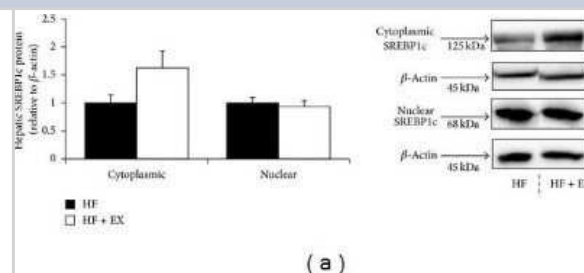 Hepatic SREBP1c protein
(relative to β-actin)
2.5
2
1.5
1
0.5
0
Cytoplasmic
Nuclear
HF
HF + EX
Cytoplasmic
SREBP1c
125 kDa
β-Actin
45 kDa
Nuclear
SREBP1c
68 kDa
β-Actin
45 kDa
HF
HF + E
(a)